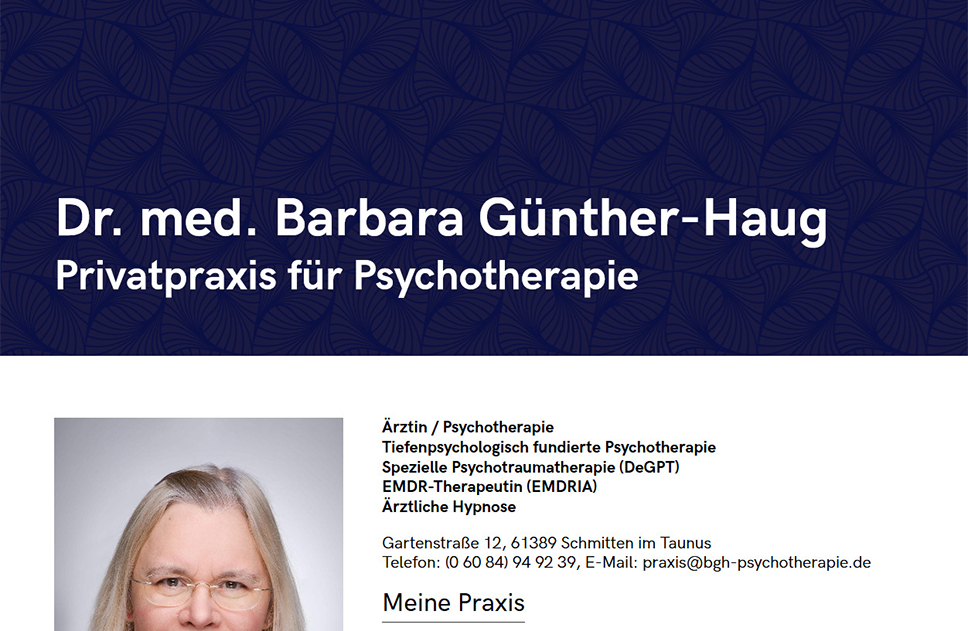 Dr. med. Barbara Günther-Haug
Privatpraxis für Psychotherapie
Ärztin / Psychotherapie
Tiefenpsychologisch fundierte Psychotherapie
Spezielle Psychotraumatherapie (DeGPT)
EMDR-Therapeutin (EMDRIA)
Ärztliche Hypnose
Gartenstraße 12, 61389 Schmitten im Taunus
Telefon: (0 60 84) 94 92 39, E-Mail: praxis@bgh-psychotherapie.de
Meine Praxis